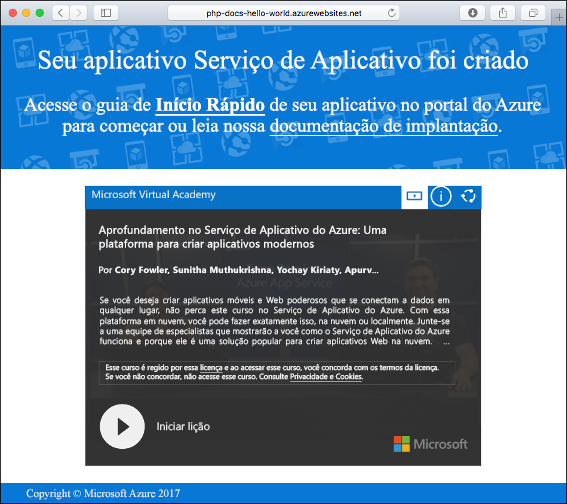 php-docs-hello-world.azurewebsites.net
Seu aplicativo Serviço de Aplicativo foi criado
Acesse o guia de Início Rápido de seu aplicativo no portal do Azure
para começar ou leia nossa documentação de implantação.
Microsoft Virtual Academy
Aprofundamento no Serviço de Aplicativo do Azure: Uma
plataforma para criar aplicativos modernos
Por Cory Fowler, Sunitha Muthukrishna, Yochay Kiriaty, Apurv...
Azure App Service
Se você deseja criar aplicativos móveis e Web poderosos que se conectam a dados em
qualquer lugar, não perca este curso no Serviço de Aplicativo do Azure. Com essa
plataforma em nuvem, você pode fazer exatamente isso, na nuvem ou localmente. Junte-se
a uma equipe de especialistas que mostrarão a você como o Serviço de Aplicativo do Azure
funciona e porque ele é uma solução popular para criar aplicativos Web na nuvem. ...
Esse curso é regido por essa licença e ao acessar esse curso, você concorda com os termos da licença.
Se você não concordar, não acesse esse curso. Consulte Privacidade e Cookies.
Iniciar lição
Microsoft
Copyright © Microsoft Azure 2017